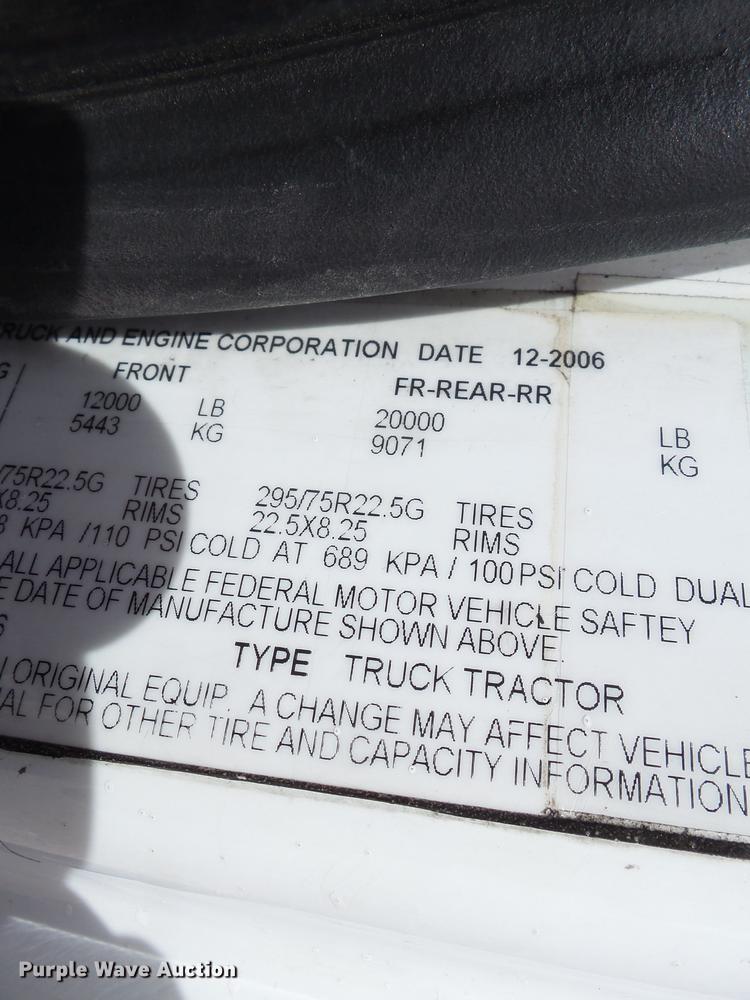 TRUCK AND ENGINE CORPORATION DATE 12-2006
FRONT FR-REAR-RR
12000 LB 20000 LB
5443 KG 9071 KG
/75R22.5G TIRES 295/75R22.5G TIRES
X8.25 RIMS 22.5X8.25 RIMS
KPA /110 PSI COLD AT 689 KPA / 100PSI COLD DUAL
ALL APPLICABLE FEDERAL MOTOR VEHICLE SAFTEY
E DATE OF MANUFACTURE SHOWN ABOVE
6
TYPE TRUCK TRACTOR
ORIGINAL EQUIP. A CHANGE MAY AFFECT VEHICLE
AL FOR OTHER TIRE AND CAPACITY INFORMATION
Purple Wave Auction